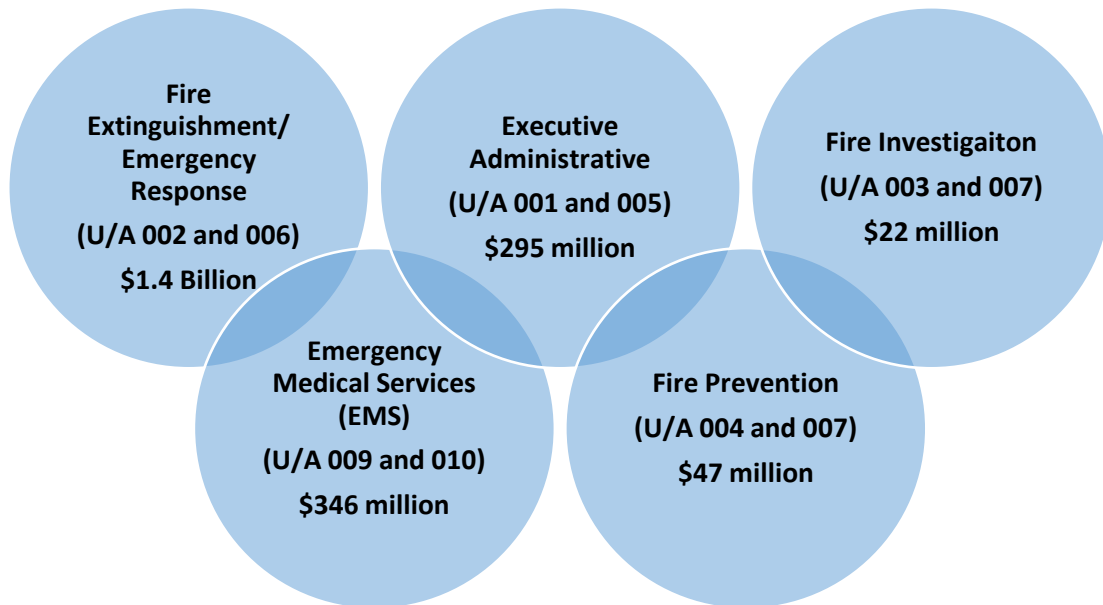 Fire
Extinguishment/
Emergency
Response
(U/A 002 and 006)
$1.4 Billion
Executive
Administrative
(U/A 001 and 005)
$295 million
Fire Investigaiton
(U/A 003 and 007)
$22 million
Emergency
Medical Services
(EMS)
(U/A 009 and 010)
$346 million
Fire Prevention
(U/A 004 and 007)
$47 million